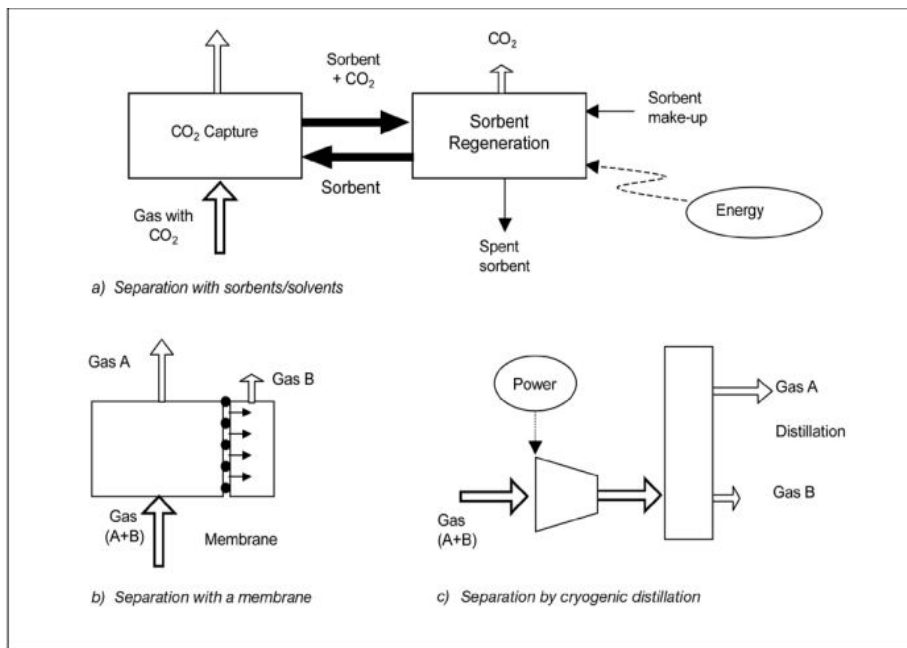 CO₂
Sorbent
+ CO₂
CO₂ Capture
Sorbent
Regeneration
Sorbent
make-up
Sorbent
Gas with
CO₂
Energy
Spent
sorbent
a) Separation with sorbents/solvents
Gas A
Gas B
Gas
(A+B)
Membrane
b) Separation with a membrane
Power
Gas A
Distillation
Gas B
Gas
(A+B)
c) Separation by cryogenic distillation